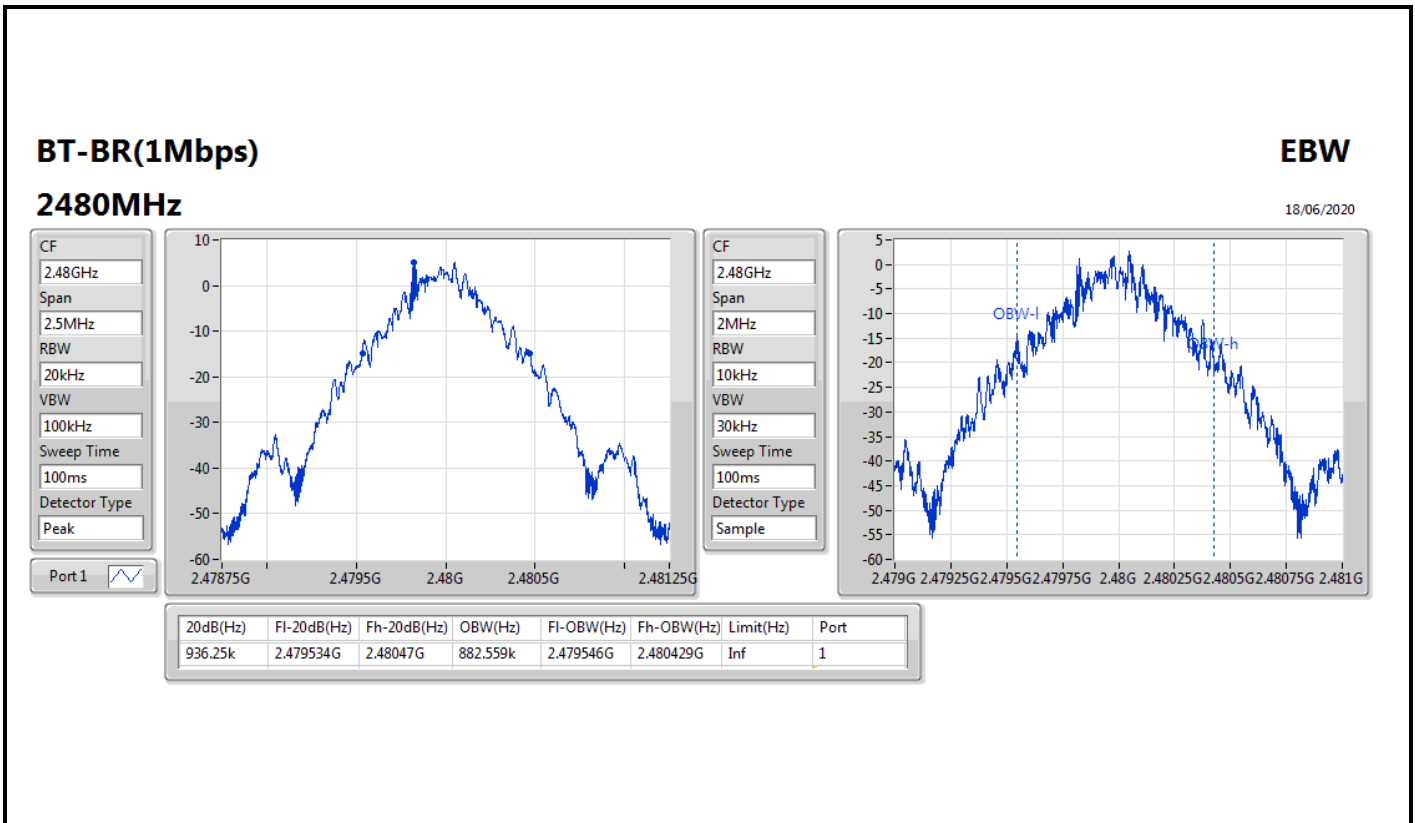 BT-BR(1Mbps)
EBW
2480MHz
18/06/2020
CF
2.48GHz
Span
2.5MHz
RBW
20kHz
VBW
100kHz
Sweep Time
100ms
Detector Type
Peak
Port 1
10
0
-10
-20
-30
-40
-50
-60
2.47875G 2.4795G 2.48G 2.4805G 2.48125G
CF
2.48GHz
Span
2MHz
RBW
10kHz
VBW
30kHz
Sweep Time
100ms
Detector Type
Sample
5
0
-5
-10
-15
-20
-25
-30
-35
-40
-45
-50
-55
-60
OBW-l
OBW-h
2.479G 2.47925G 2.4795G 2.47975G 2.48G 2.48025G 2.4805G 2.48075G 2.481G
20dB(Hz) Fl-20dB(Hz) Fh-20dB(Hz) OBW(Hz) Fl-OBW(Hz) Fh-OBW(Hz) Limit(Hz) Port
936.25k 2.479534G 2.48047G 882.559k 2.479546G 2.480429G Inf 1